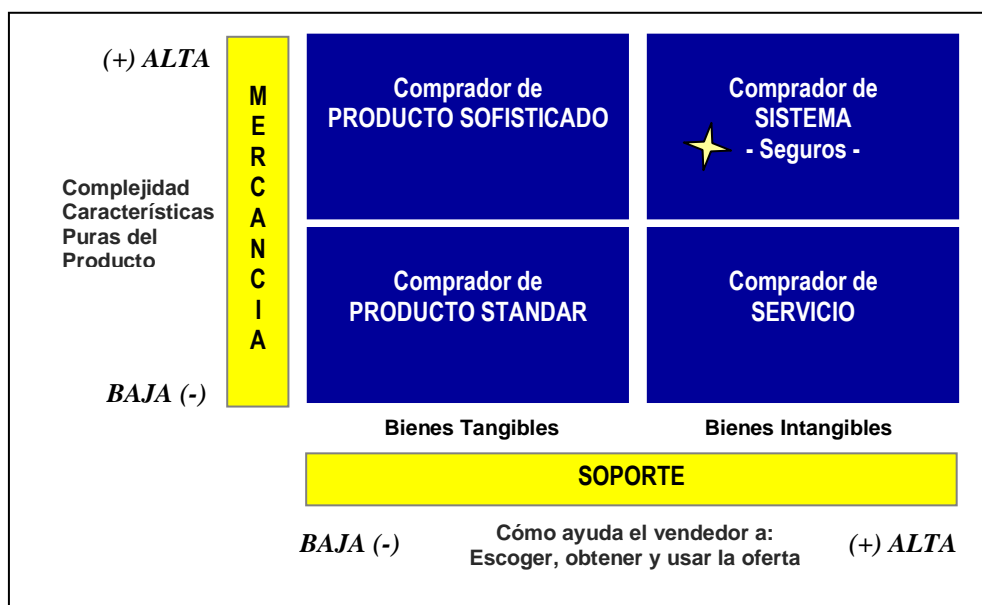 (+) ALTA
MERCANCIA
Complejidad
Características
Puras del
Producto
BAJA (-)
Comprador de
PRODUCTO SOFISTICADO
Comprador de
SISTEMA
- Seguros -
Comprador de
PRODUCTO STANDAR
Comprador de
SERVICIO
Bienes Tangibles
Bienes Intangibles
SOPORTE
BAJA (-)
Cómo ayuda el vendedor a:
Escoger, obtener y usar la oferta
(+) ALTA